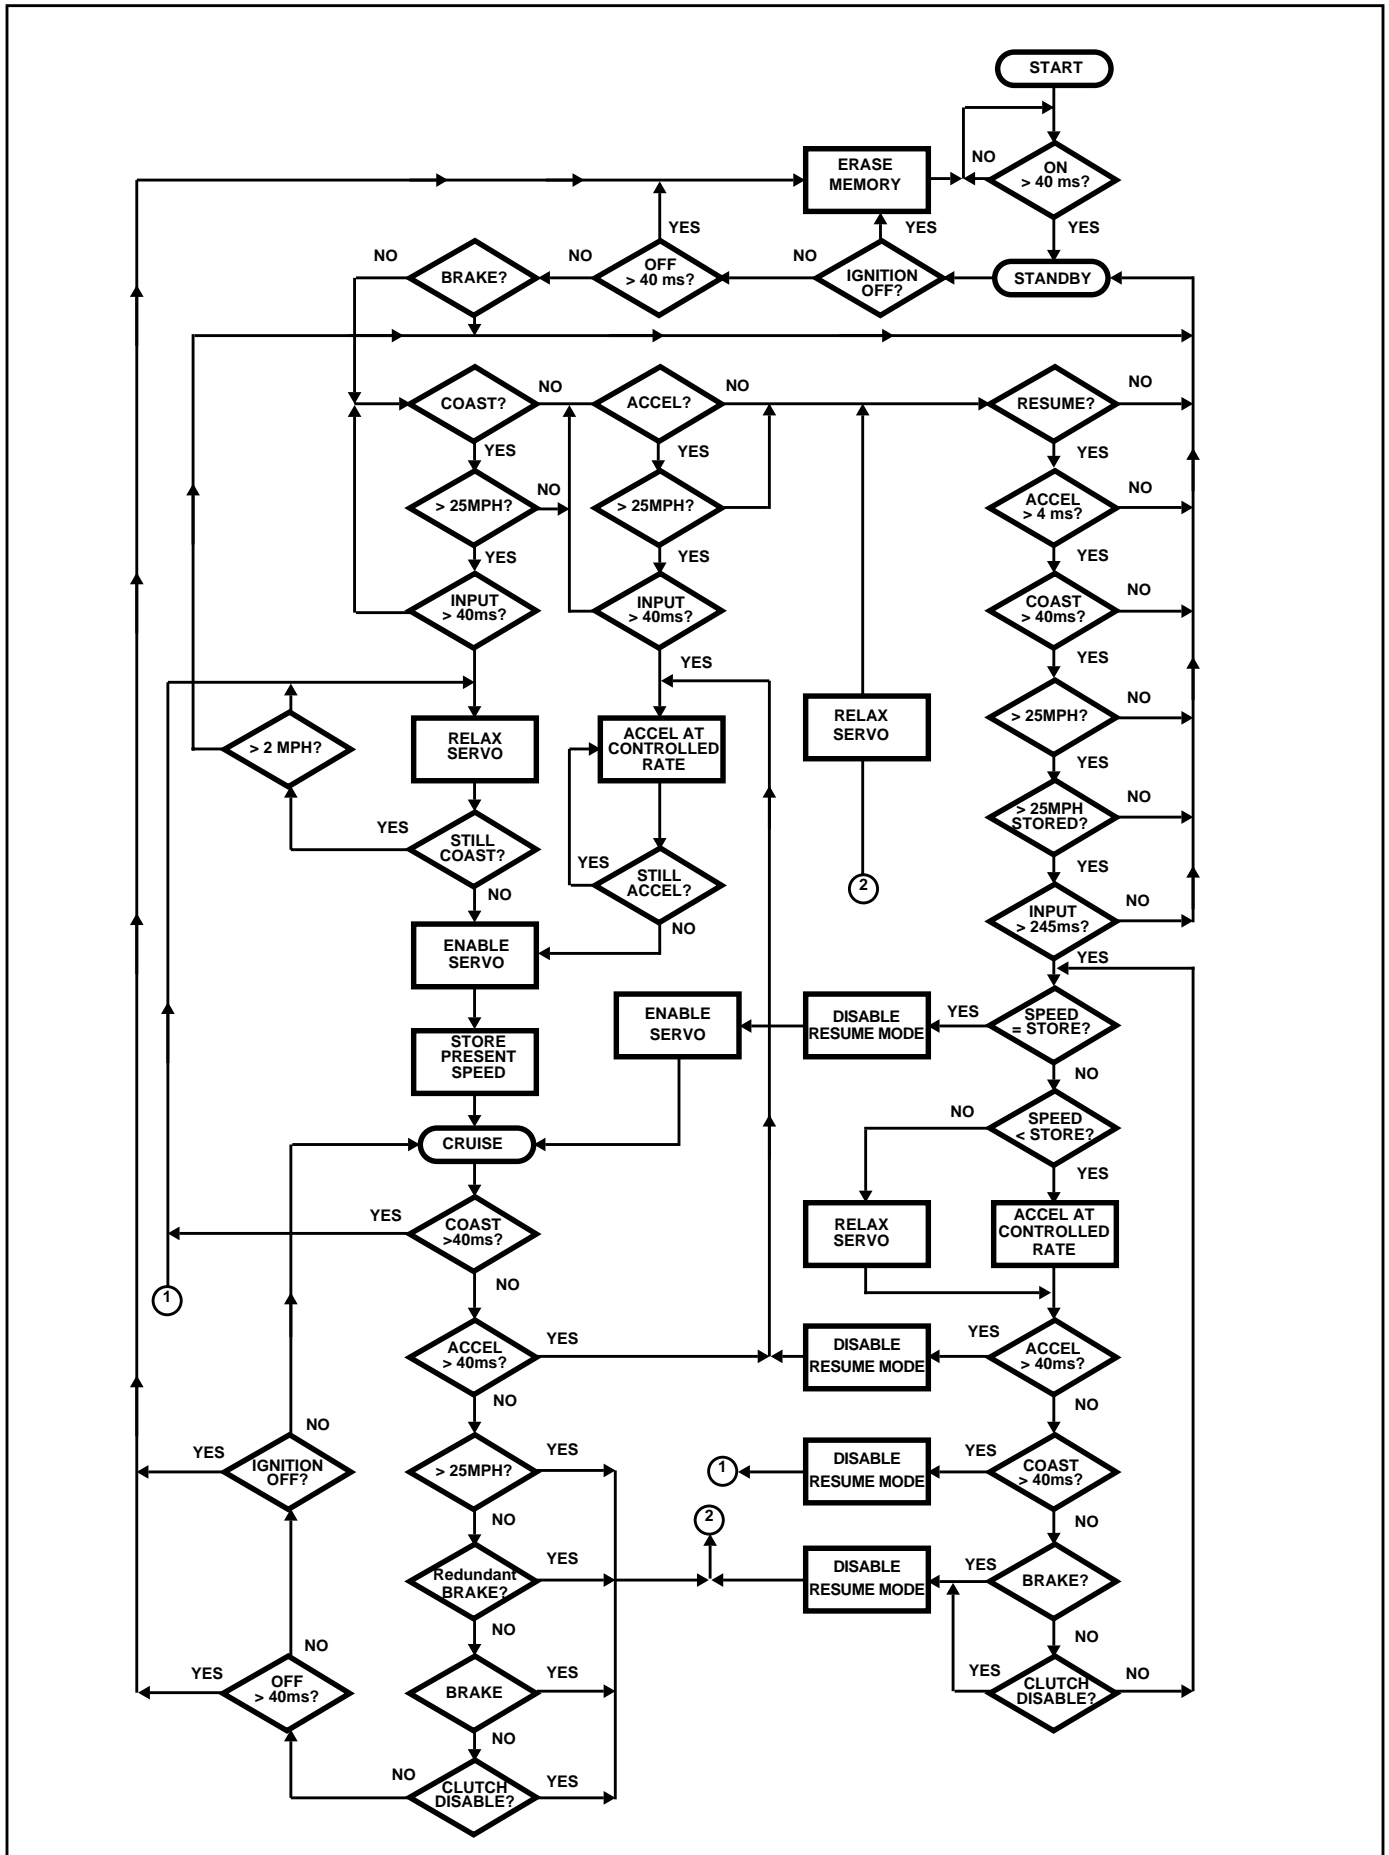 START
ERASE
MEMORY
NO
ON
> 40 ms?
YES
YES
YES
NO
BRAKE?
NO
OFF
> 40 ms?
NO
IGNITION
OFF?
STANDBY
COAST?
NO
ACCEL?
NO
RESUME?
NO
YES
YES
YES
> 25MPH?
NO
> 25MPH?
ACCEL
> 4 ms?
NO
YES
YES
YES
INPUT
> 40ms?
INPUT
> 40ms?
COAST
> 40ms?
NO
YES
YES
> 2 MPH?
RELAX
SERVO
ACCEL AT
CONTROLLED
RATE
RELAX
SERVO
> 25MPH?
NO
YES
YES
STILL
COAST?
> 25MPH
STORED?
NO
YES
STILL
ACCEL?
YES
2
NO
NO
INPUT
> 245ms?
NO
YES
ENABLE
SERVO
ENABLE
SERVO
DISABLE
RESUME MODE
YES
SPEED
= STORE?
STORE
PRESENT
SPEED
NO
NO
SPEED
< STORE?
CRUISE
YES
YES
COAST
>40ms?
RELAX
SERVO
ACCEL AT
CONTROLLED
RATE
1
NO
ACCEL
> 40ms?
YES
DISABLE
RESUME MODE
YES
ACCEL
> 40ms?
NO
NO
NO
YES
IGNITION
OFF?
> 25MPH?
YES
1
DISABLE
RESUME MODE
YES
COAST
> 40ms?
NO
2
NO
Redundant
BRAKE?
YES
DISABLE
RESUME MODE
YES
BRAKE?
NO
NO
NO
YES
OFF
> 40ms?
BRAKE
YES
YES
CLUTCH
DISABLE?
NO
NO
NO
CLUTCH
DISABLE?
YES